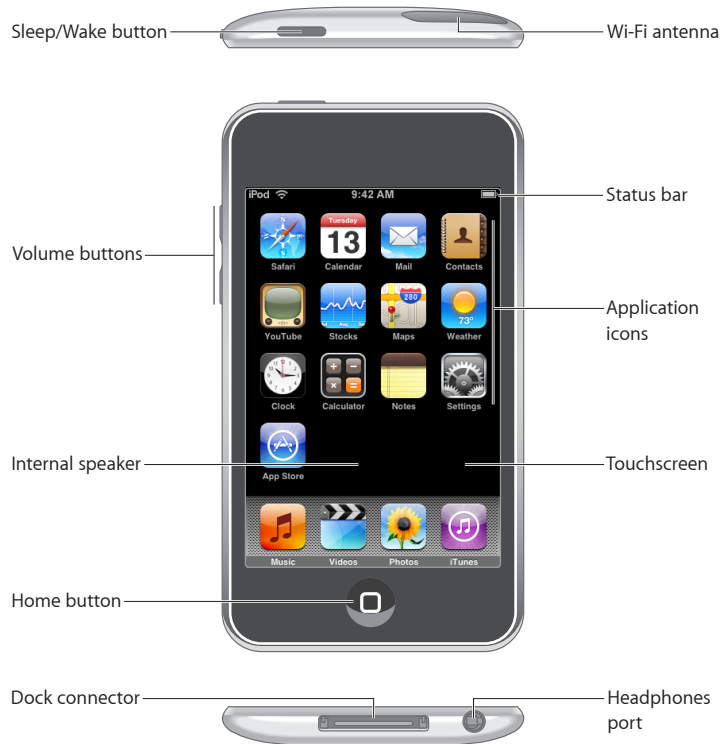 Sleep/Wake button
Wi-Fi antenna
iPod
9:42 AM
Status bar
Tuesday
13
Safari
Calendar
Mail
Contacts
Volume buttons
280
73°
Application
icons
YouTube
Stocks
Maps
Weather
Clock
Calculator
Notes
Settings
Internal speaker
Touchscreen
App Store
Music
Videos
Photos
iTunes
Home button
Dock connector
Headphones
port